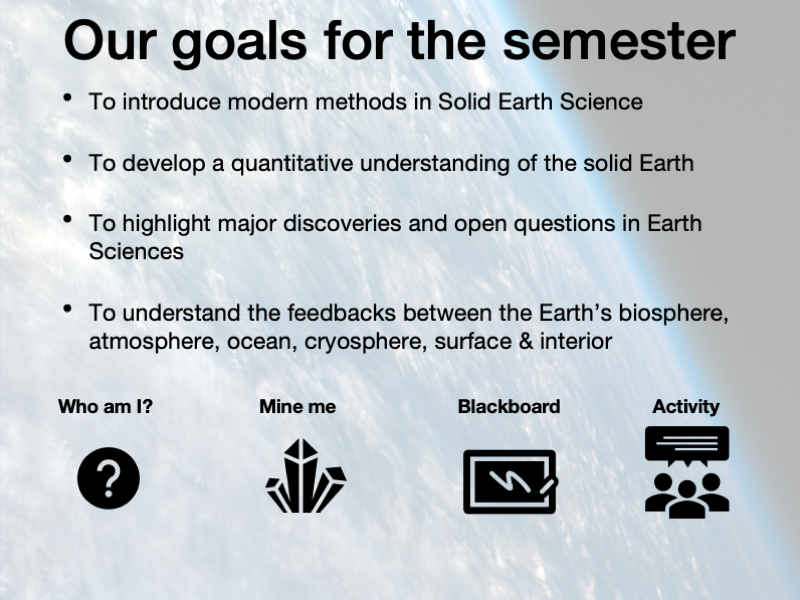 Our goals for the semester
• To introduce modern methods in Solid Earth Science
• To develop a quantitative understanding of the solid Earth
• To highlight major discoveries and open questions in Earth
Sciences
• To understand the feedbacks between the Earth’s biosphere,
atmosphere, ocean, cryosphere, surface & interior
Who am I? Mine me Blackboard Activity
?